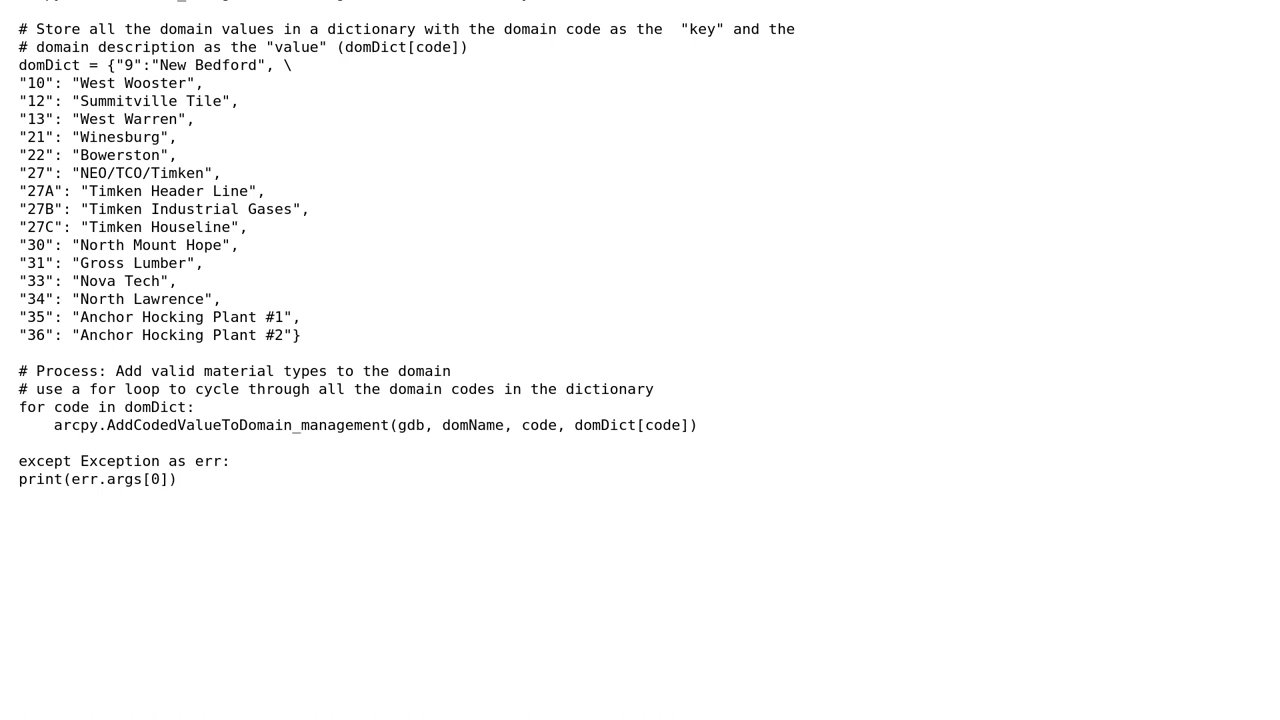 # Store all the domain values in a dictionary with the domain code as the  "key" and the
# domain description as the "value" (domDict[code])
domDict = {"9":"New Bedford", \
"10": "West Wooster",
"12": "Summitville Tile",
"13": "West Warren",
"21": "Winesburg",
"22": "Bowerston",
"27": "NEO/TCO/Timken",
"27A": "Timken Header Line",
"27B": "Timken Industrial Gases",
"27C": "Timken Houseline",
"30": "North Mount Hope",
"31": "Gross Lumber",
"33": "Nova Tech",
"34": "North Lawrence",
"35": "Anchor Hocking Plant #1",
"36": "Anchor Hocking Plant #2"}

# Process: Add valid material types to the domain
# use a for loop to cycle through all the domain codes in the dictionary
for code in domDict:
    arcpy.AddCodedValueToDomain_management(gdb, domName, code, domDict[code])

except Exception as err:
print(err.args[0])